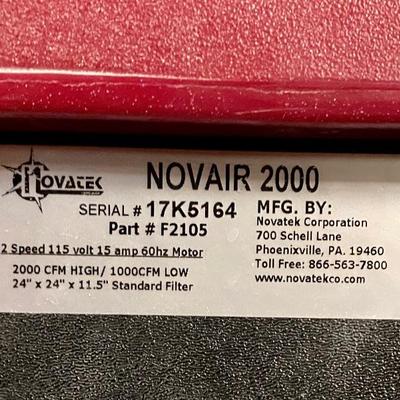 NOVATEK
NOVAIR 2000
SERIAL # 17K5164
Part # F2105
2 Speed 115 volt 15 amp 60hz Motor
2000 CFM HIGH/ 1000CFM LOW
24" x 24" x 11.5" Standard Filter
MFG. BY:
Novatek Corporation
700 Schell Lane
Phoenixville, PA. 19460
Toll Free: 866-563-7800
www.novatekco.com